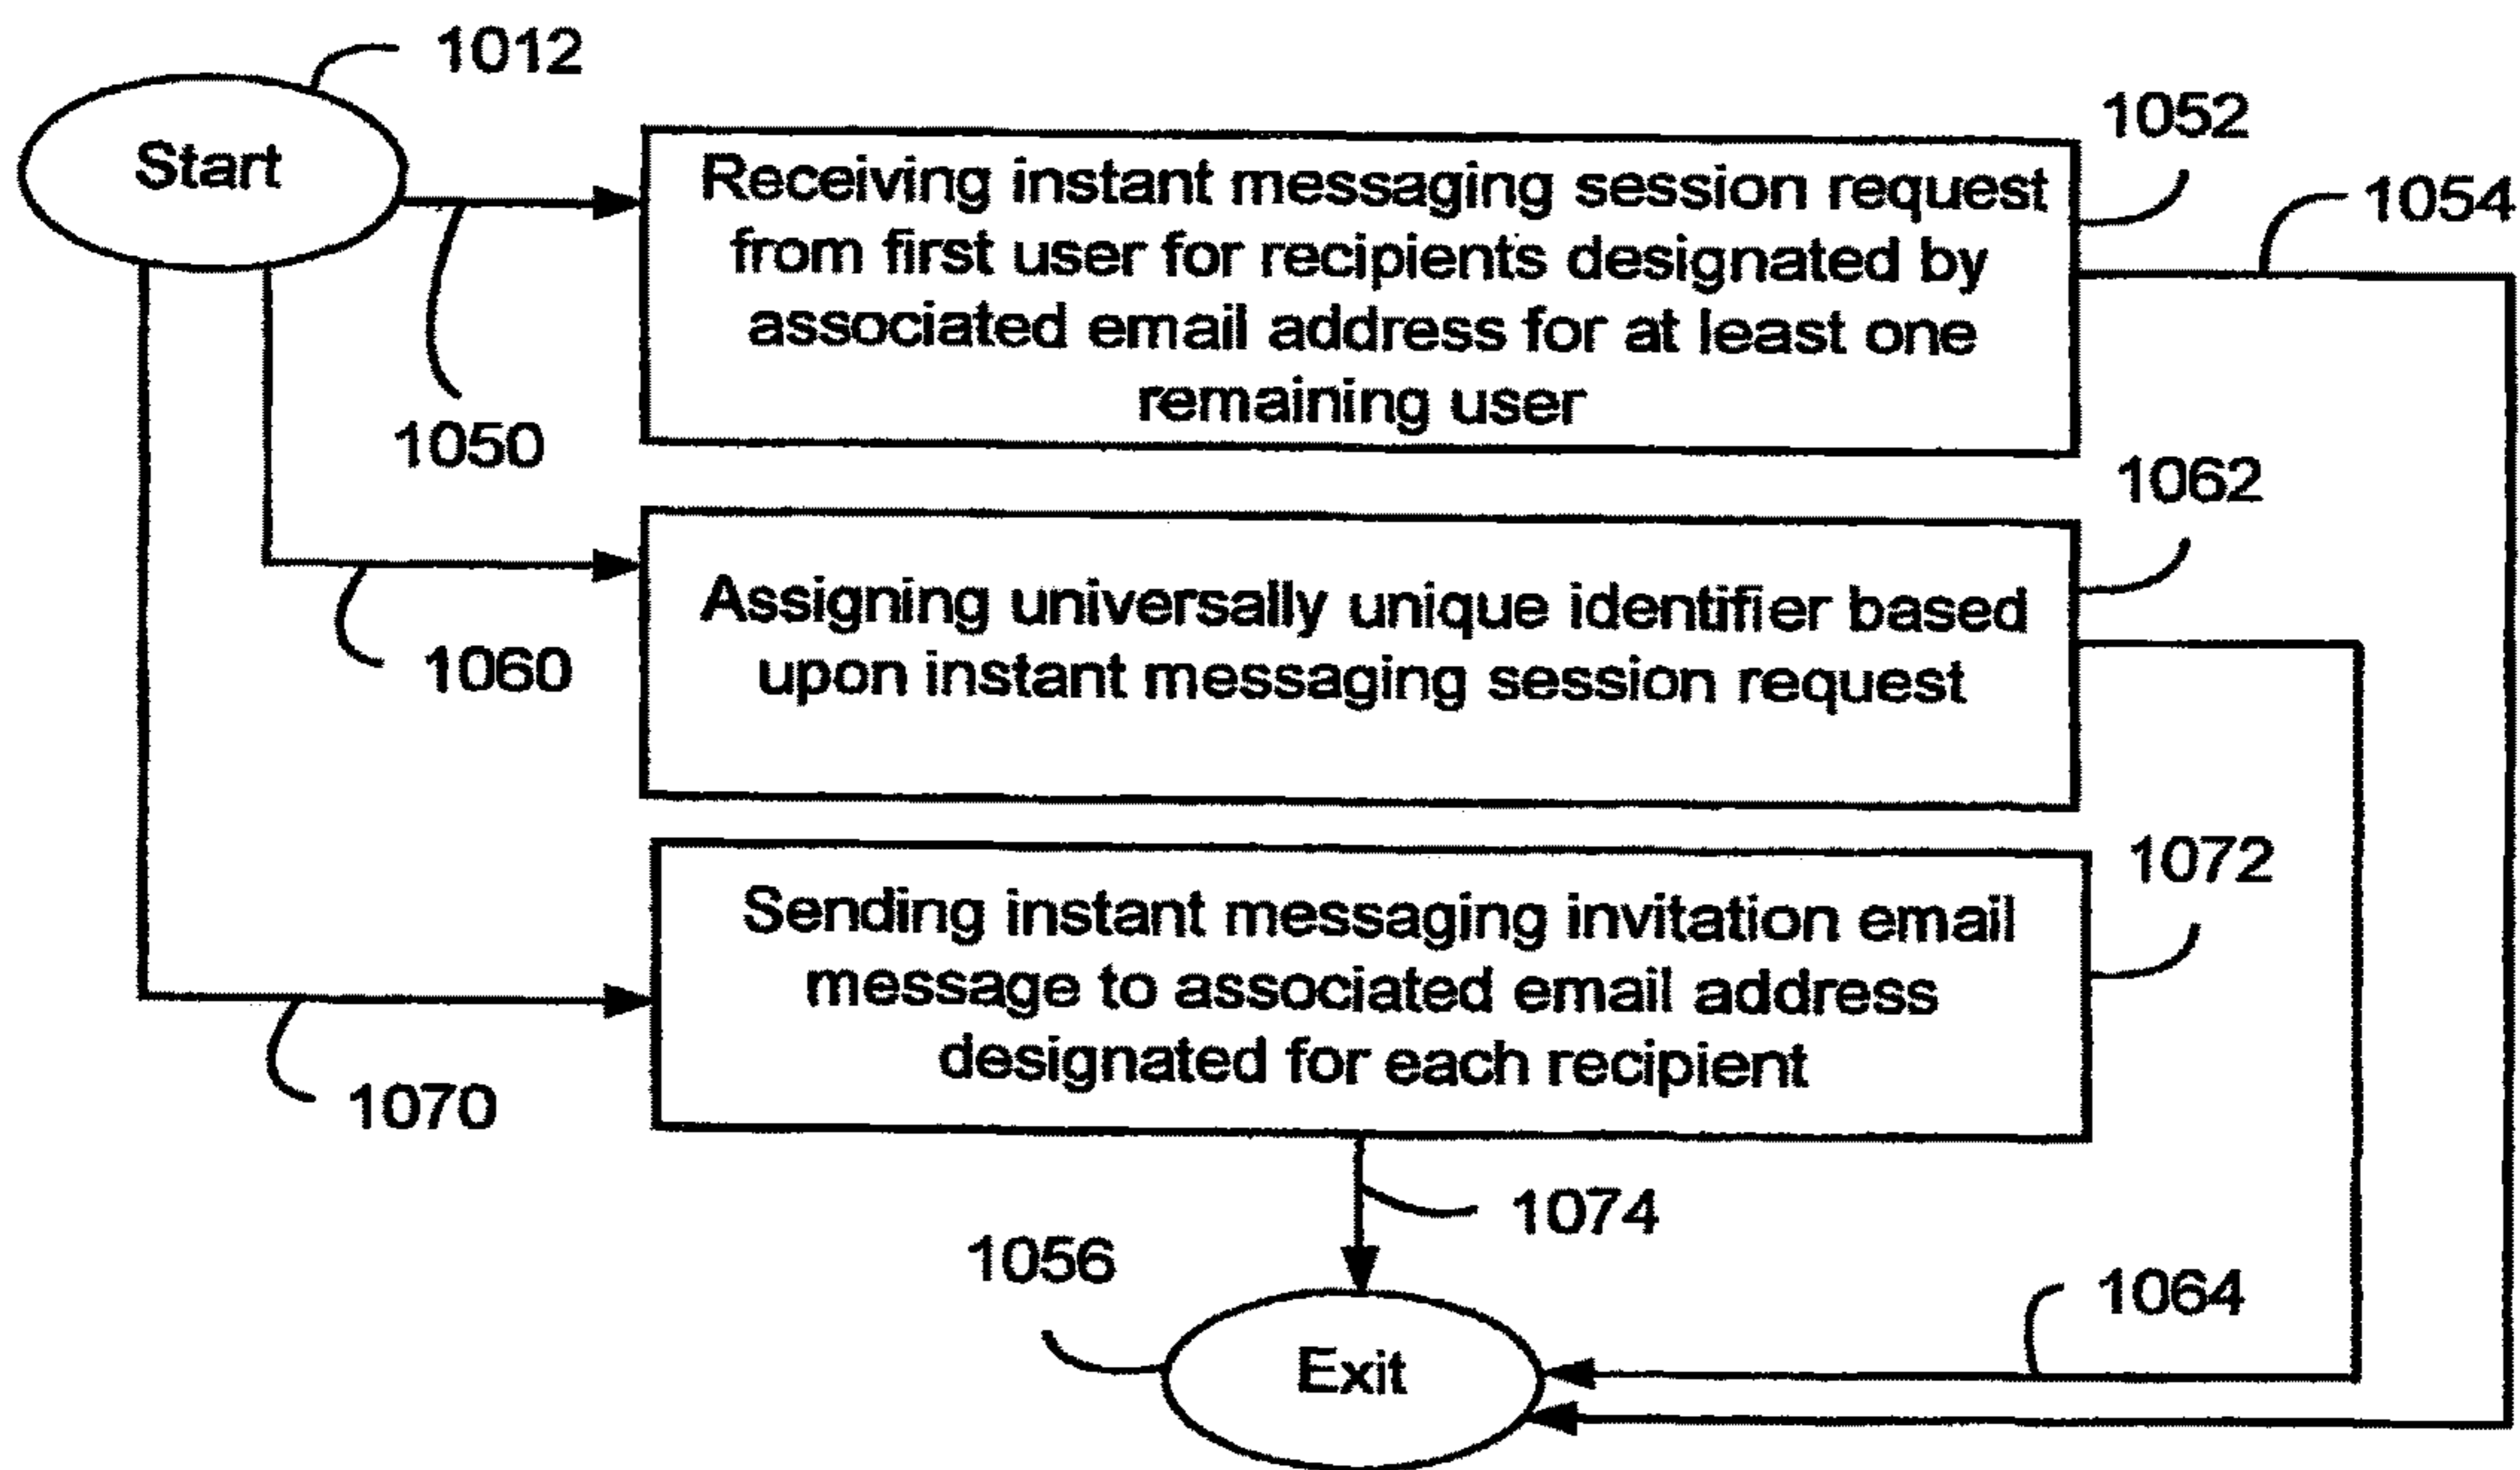 1012
Start
1052
Receiving instant messaging session request
from first user for recipients designated by
associated email address for at least one
remaining user
1054
1050
1062
Assigning universally unique identifier based
upon instant messaging session request
1060
1072
Sending instant messaging invitation email
message to associated email address
designated for each recipient
1070
1074
1056
1064
Exit